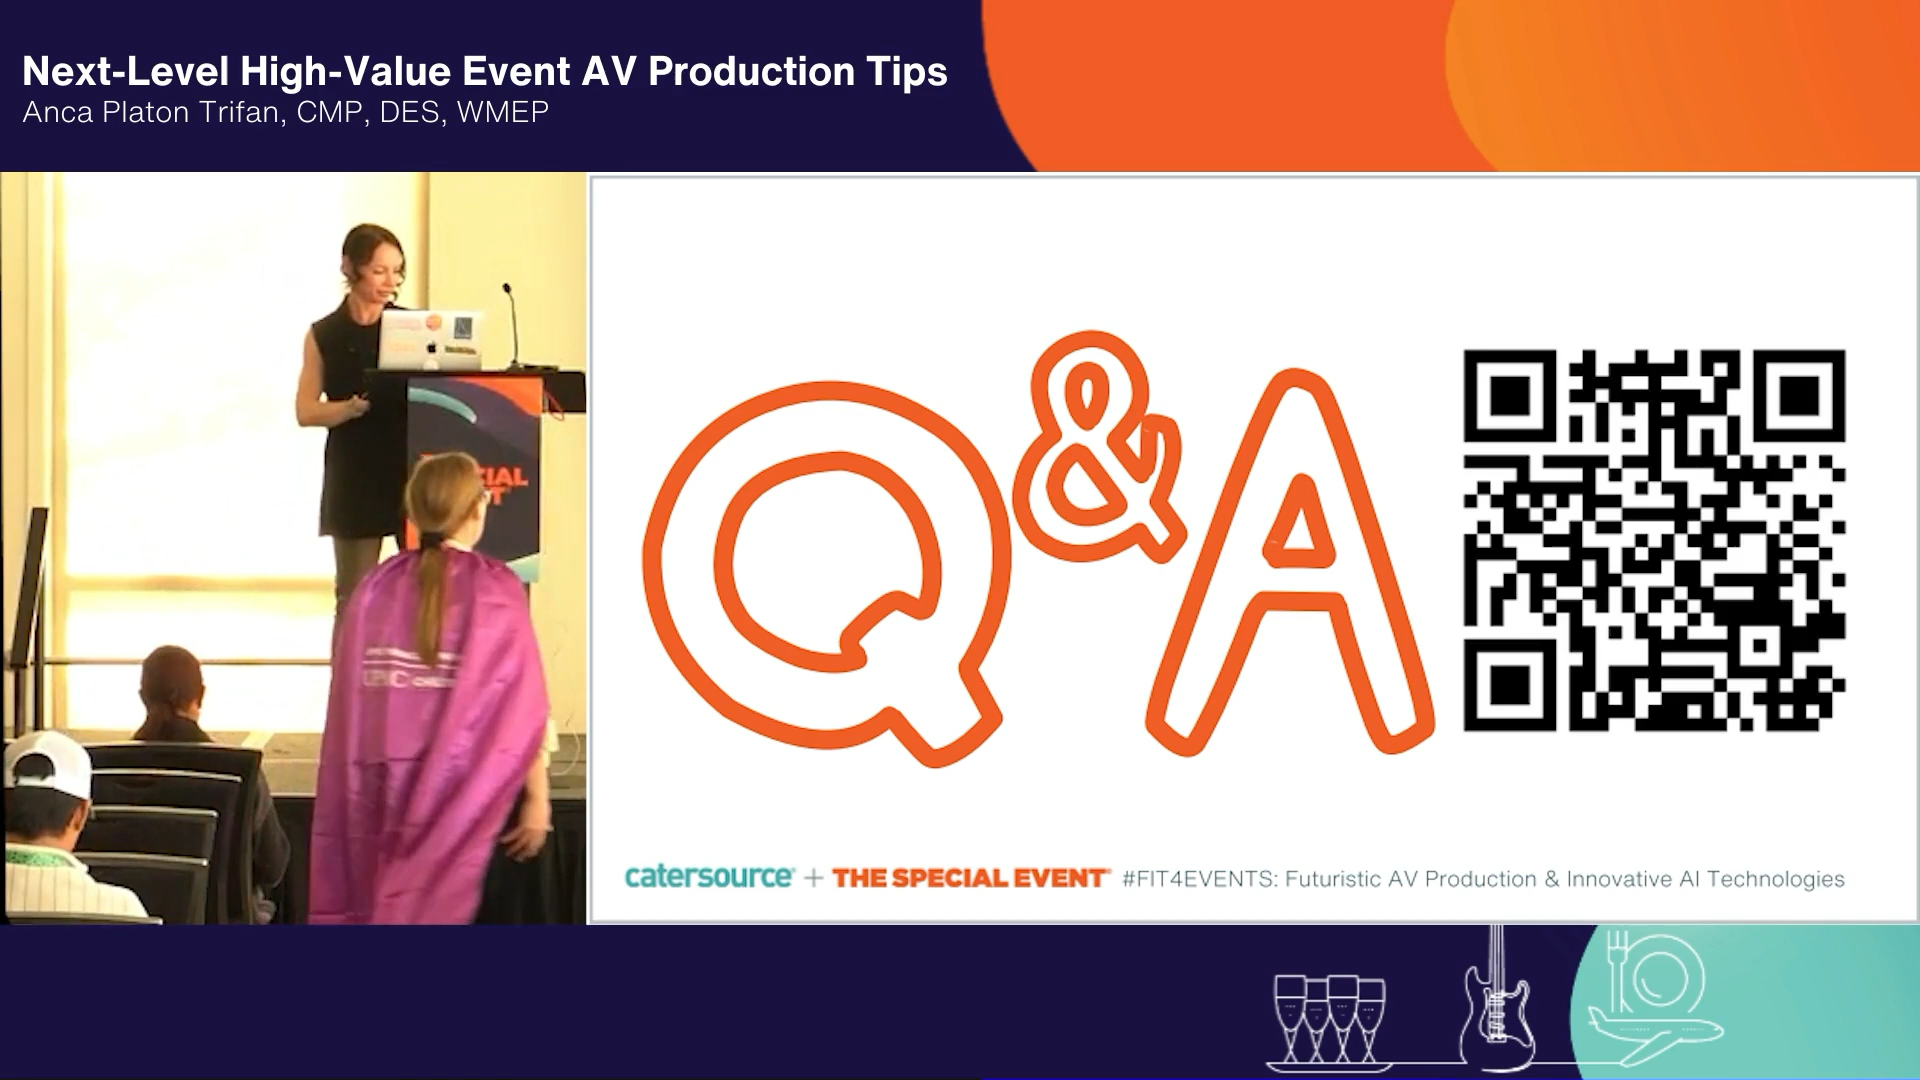 Next-Level High-Value Event AV Production Tips
Anca Platon Trifan, CMP, DES, WMEP
Q&A
catersource + THE SPECIAL EVENT #FIT4EVENTS: Futuristic AV Production & Innovative AI Technologies